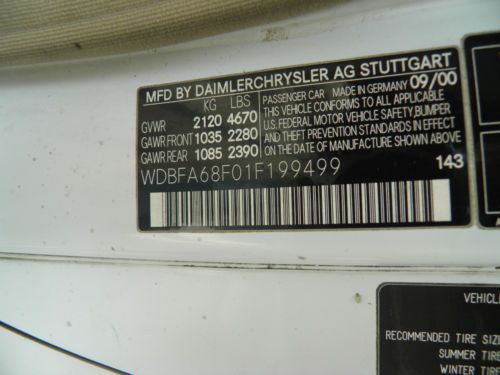 MFD BY DAIMLERCHRYSLER AG STUTTGART
KG LBS
GVWR 2120 4670
GAWR FRONT 1035 2280
GAWR REAR 1085 2390
PASSENGER CAR MADE IN GERMANY 09/00
THIS VEHICLE CONFORMS TO ALL APPLICABLE
U.S. FEDERAL MOTOR VEHICLE SAFETY, BUMPER
AND THEFT PREVENTION STANDARDS IN EFFECT
ON THE DATE OF MANUFACTURE SHOWN ABOVE.
WDBFA68F01F199499
143
VEHICLE
RECOMMENDED TIRE SIZE
SUMMER TIRE
WINTER TIRE